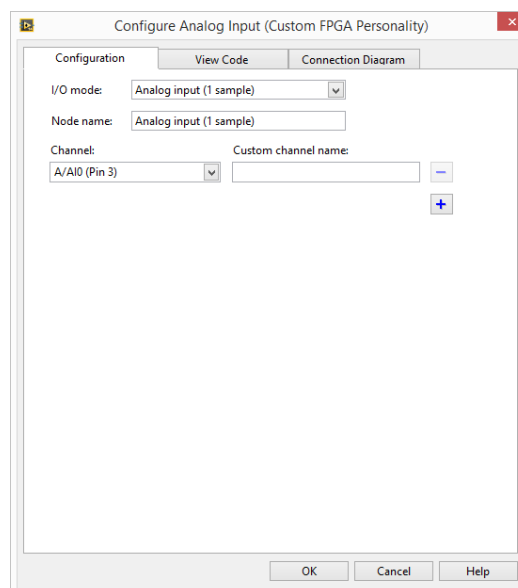 Configure Analog Input (Custom FPGA Personality)
Configuration View Code Connection Diagram
I/O mode: Analog input (1 sample)
Node name: Analog input (1 sample)
Channel: Custom channel name:
A/AI0 (Pin 3)
OK Cancel Help